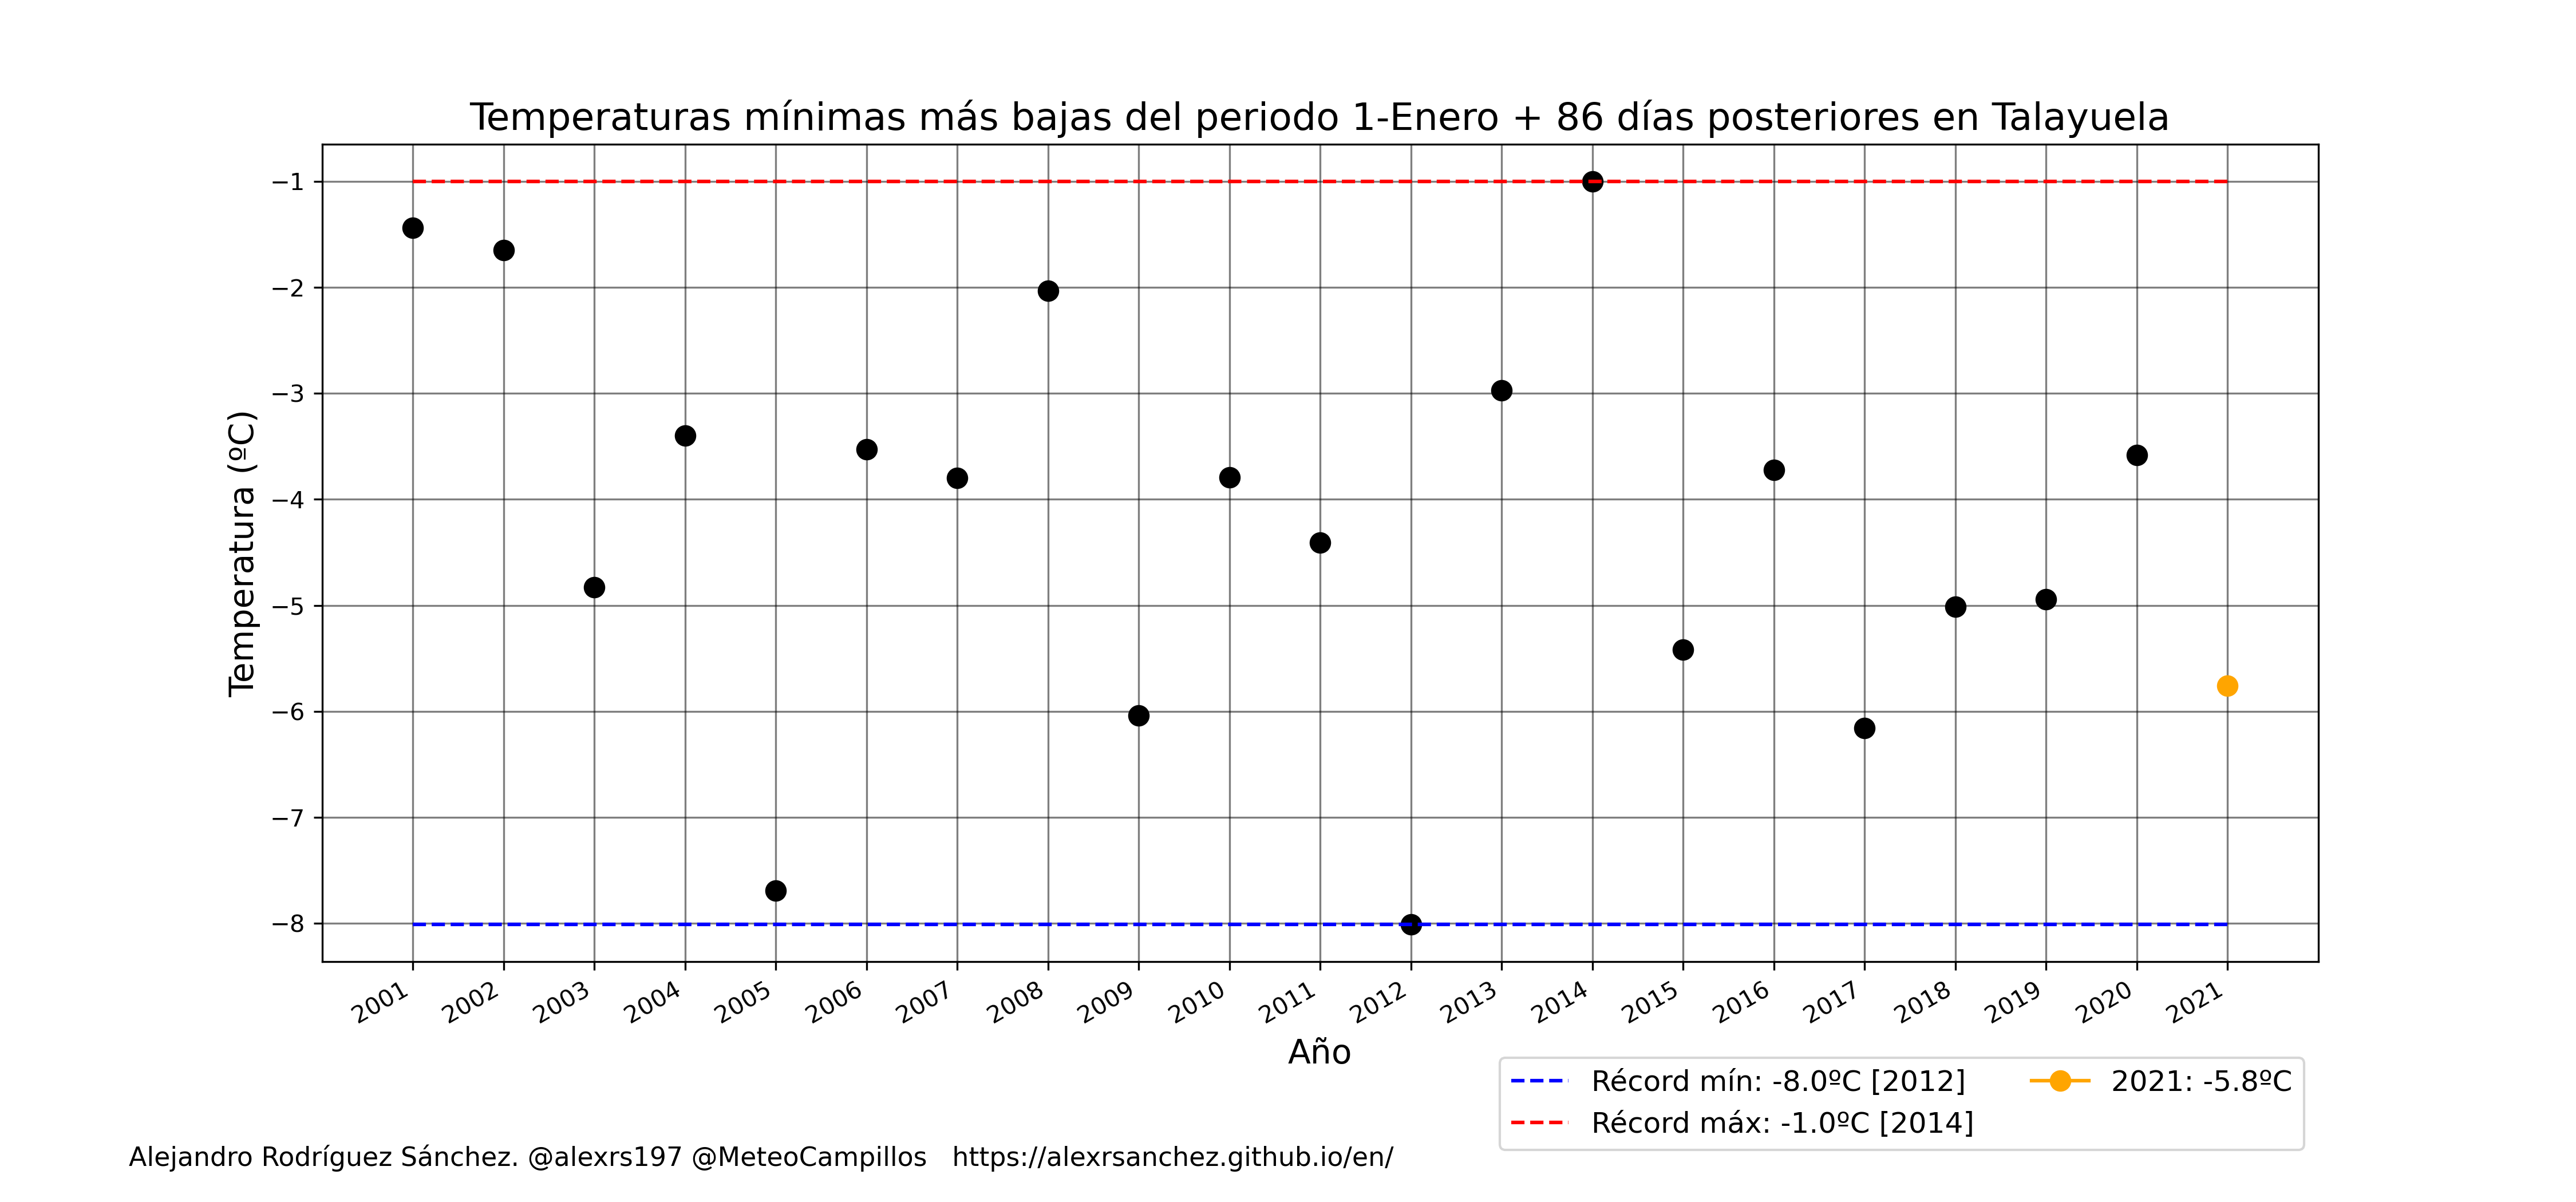 Temperaturas mínimas más bajas del periodo 1-Enero + 86 días posteriores en Talayuela
Temperatura (ºC)
−1
−2
−3
−4
−5
−6
−7
−8
2001 2002 2003 2004 2005 2006 2007 2008 2009 2010 2011 2012 2013 2014 2015 2016 2017 2018 2019 2020 2021
Año
Récord mín: -8.0ºC [2012]
Récord máx: -1.0ºC [2014]
2021: -5.8ºC
Alejandro Rodríguez Sánchez. @alexrs197 @MeteoCampillos https://alexrsanchez.github.io/en/